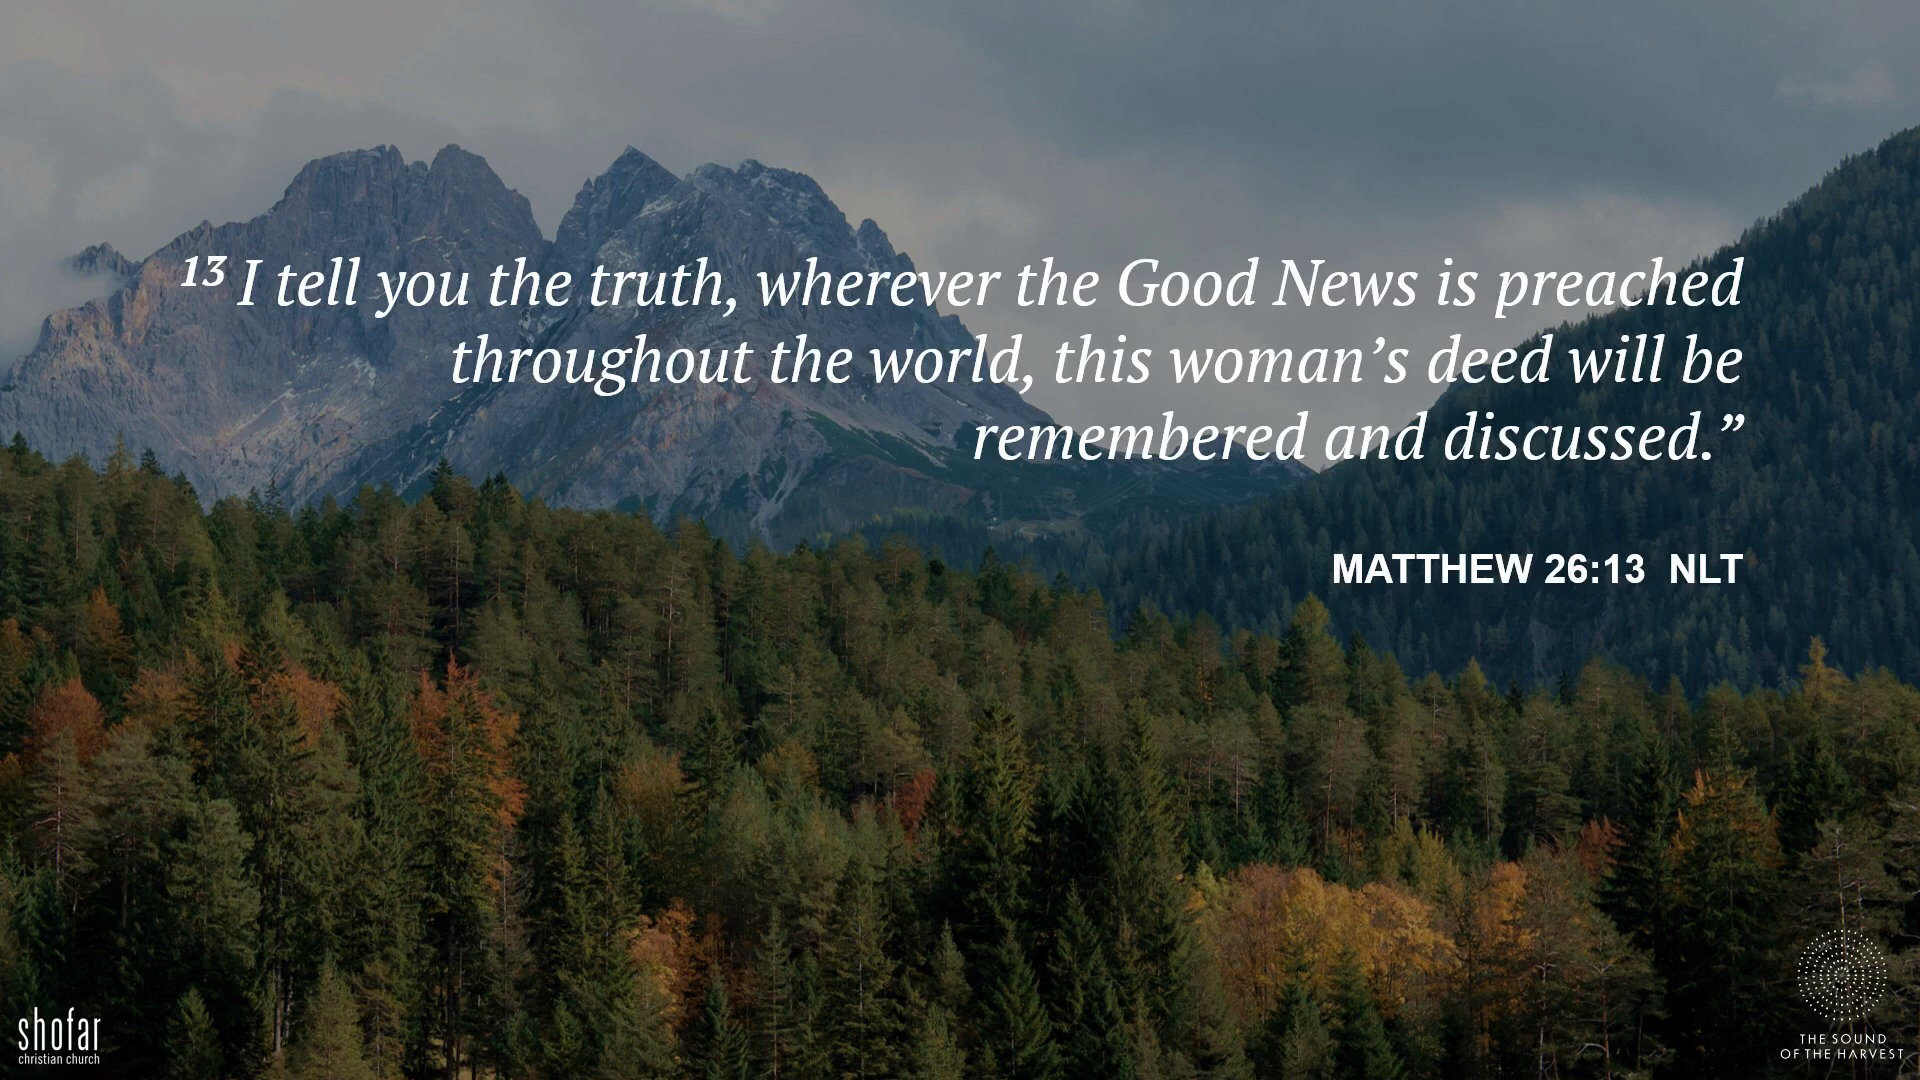 13 I tell you the truth, wherever the Good News is preached
throughout the world, this woman’s deed will be
remembered and discussed.”
MATTHEW 26:13  NLT
shofar
christian church
THE SOUND
OF THE HARVEST